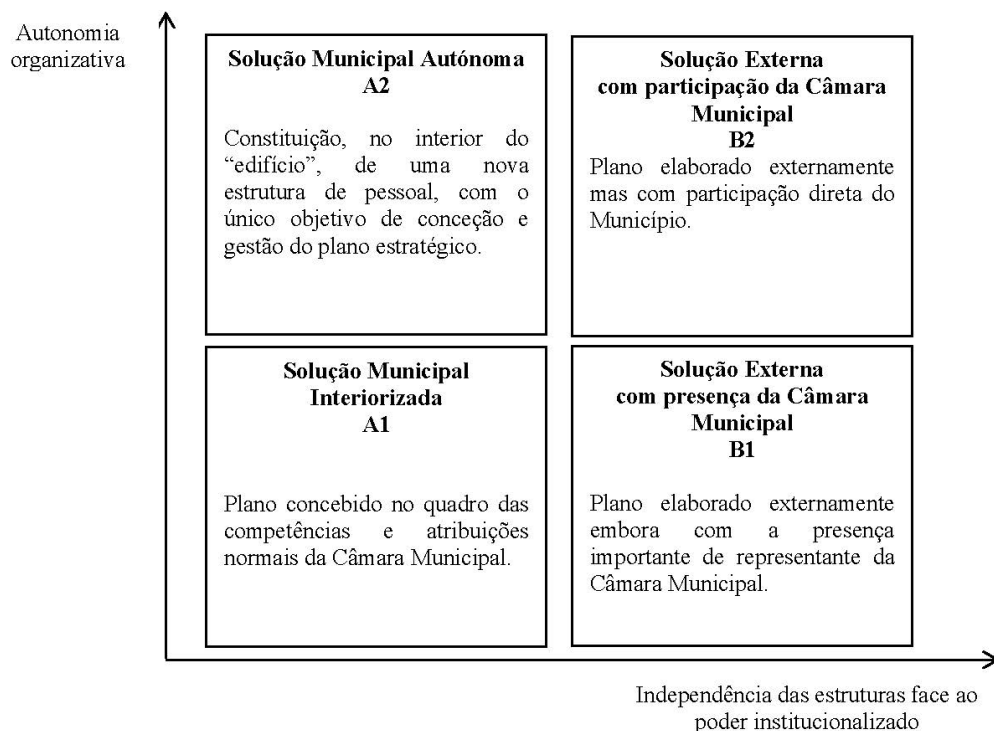 Autonomia
organizativa
Solução Municipal Autónoma
A2
Constituição, no interior do
“edifício”, de uma nova
estrutura de pessoal, com o
único objetivo de conceção e
gestão do plano estratégico.
Solução Externa
com participação da Câmara
Municipal
B2
Plano elaborado externamente
mas com participação direta do
Município.
Solução Municipal
Interiorizada
A1
Plano concebido no quadro das
competências e atribuições
normais da Câmara Municipal.
Solução Externa
com presença da Câmara
Municipal
B1
Plano elaborado externamente
embora com a presença
importante de representante da
Câmara Municipal.
Independência das estruturas face ao
poder institucionalizado